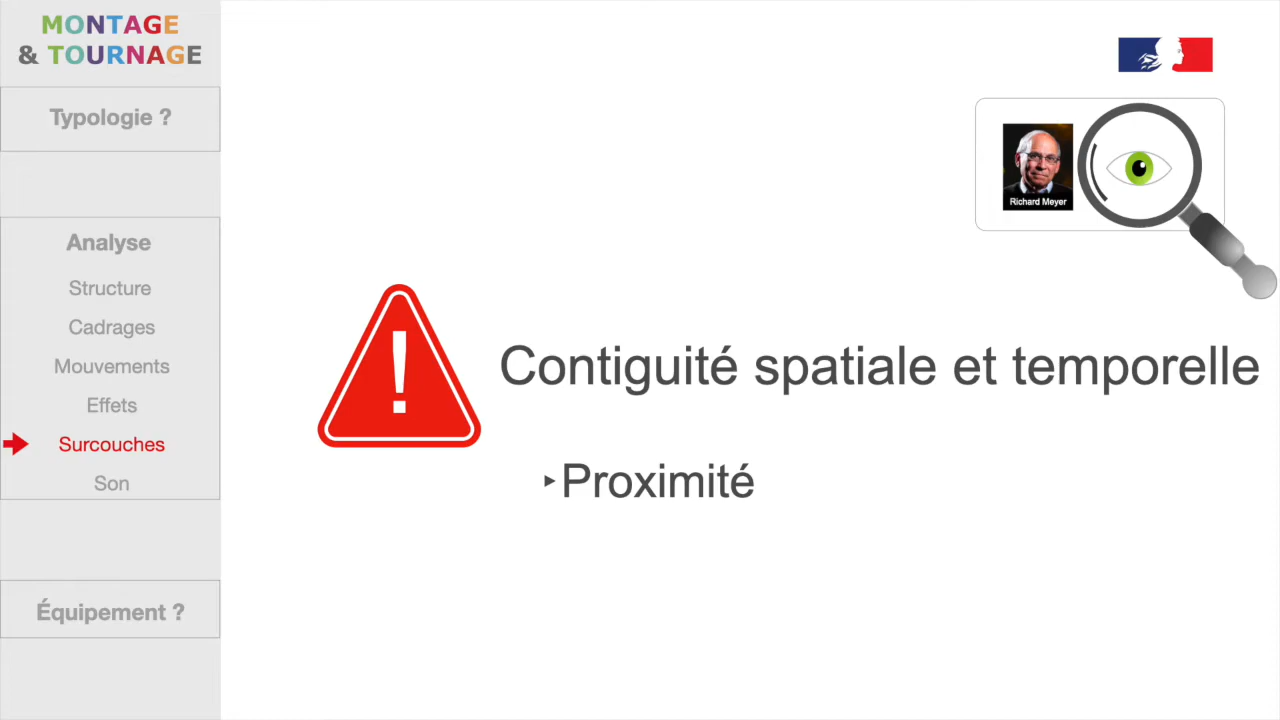 MONTAGE
& TOURNAGE
Typologie ?
Analyse
Structure
Cadrages
Mouvements
Effets
Surcouches
Son
Équipement ?
Richard Meyer
!
Contiguité spatiale et temporelle
‣Proximité